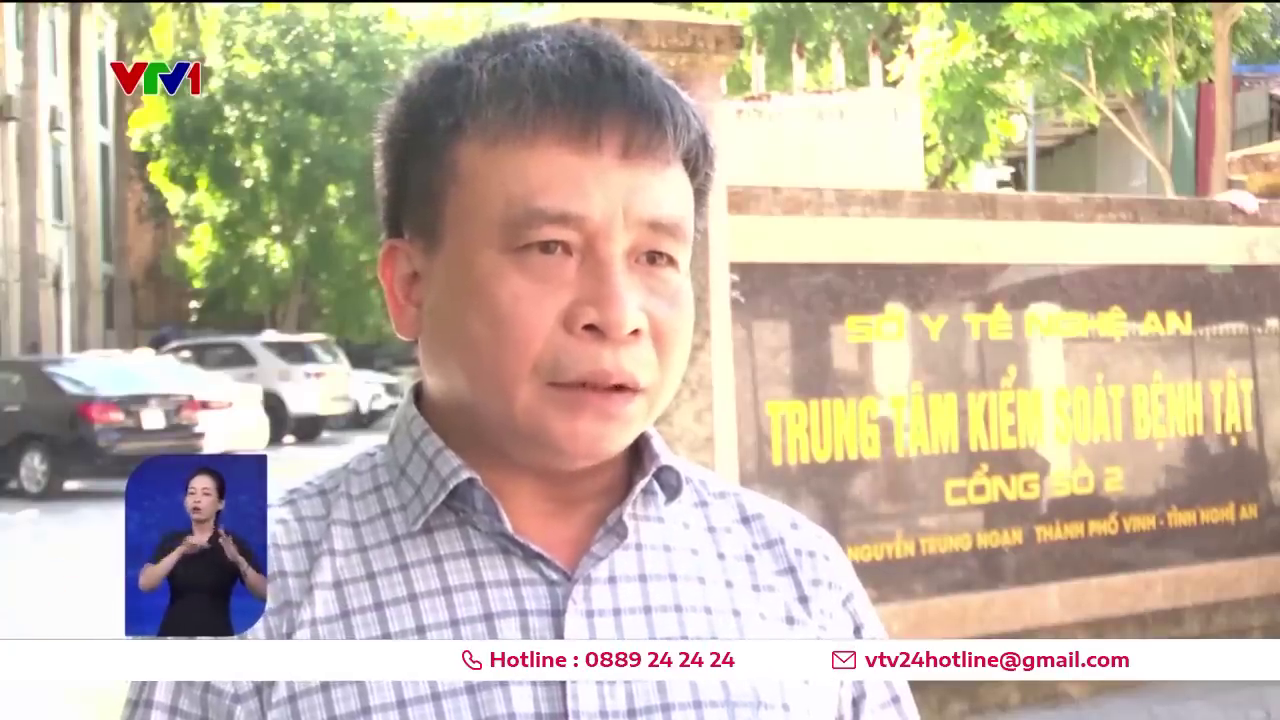 VTV1
SỞ Y TẾ NGHỆ AN
TRUNG TÂM KIỂM SOÁT BỆNH TẬT
CỔNG SỐ 2
NGUYỄN TRUNG NGẠN THÀNH PHỐ VINH - TỈNH NGHỆ AN
Hotline : 0889 24 24 24
vtv24hotline@gmail.com